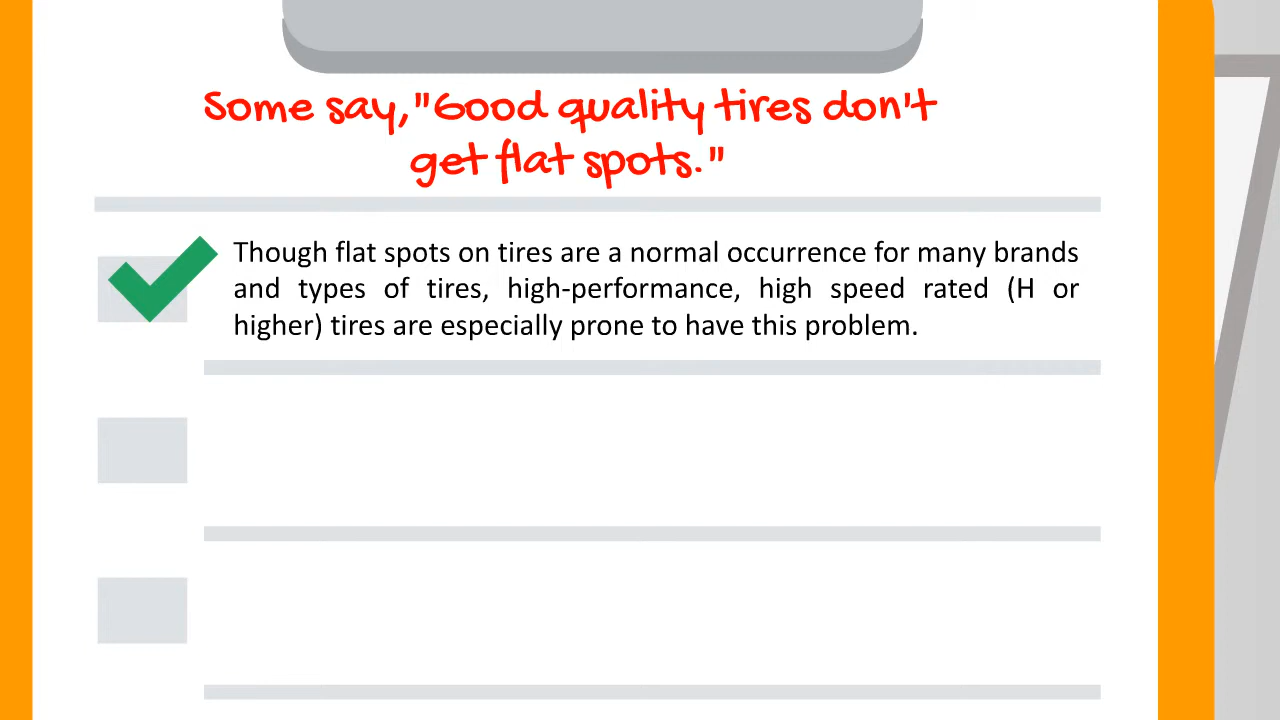 Some say,"Good quality tires don't
get flat spots."
Though flat spots on tires are a normal occurrence for many brands
and types of tires, high-performance, high speed rated (H or
higher) tires are especially prone to have this problem.